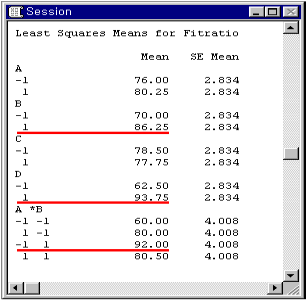 Session
Least Squares Means for Fitratio
Mean SE Mean
A
-1 76.00 2.834
1 80.25 2.834
B
-1 70.00 2.834
1 86.25 2.834
C
-1 78.50 2.834
1 77.75 2.834
D
-1 62.50 2.834
1 93.75 2.834
A *B
-1 -1 60.00 4.008
1 -1 80.00 4.008
-1 1 92.00 4.008
1 1 80.50 4.008